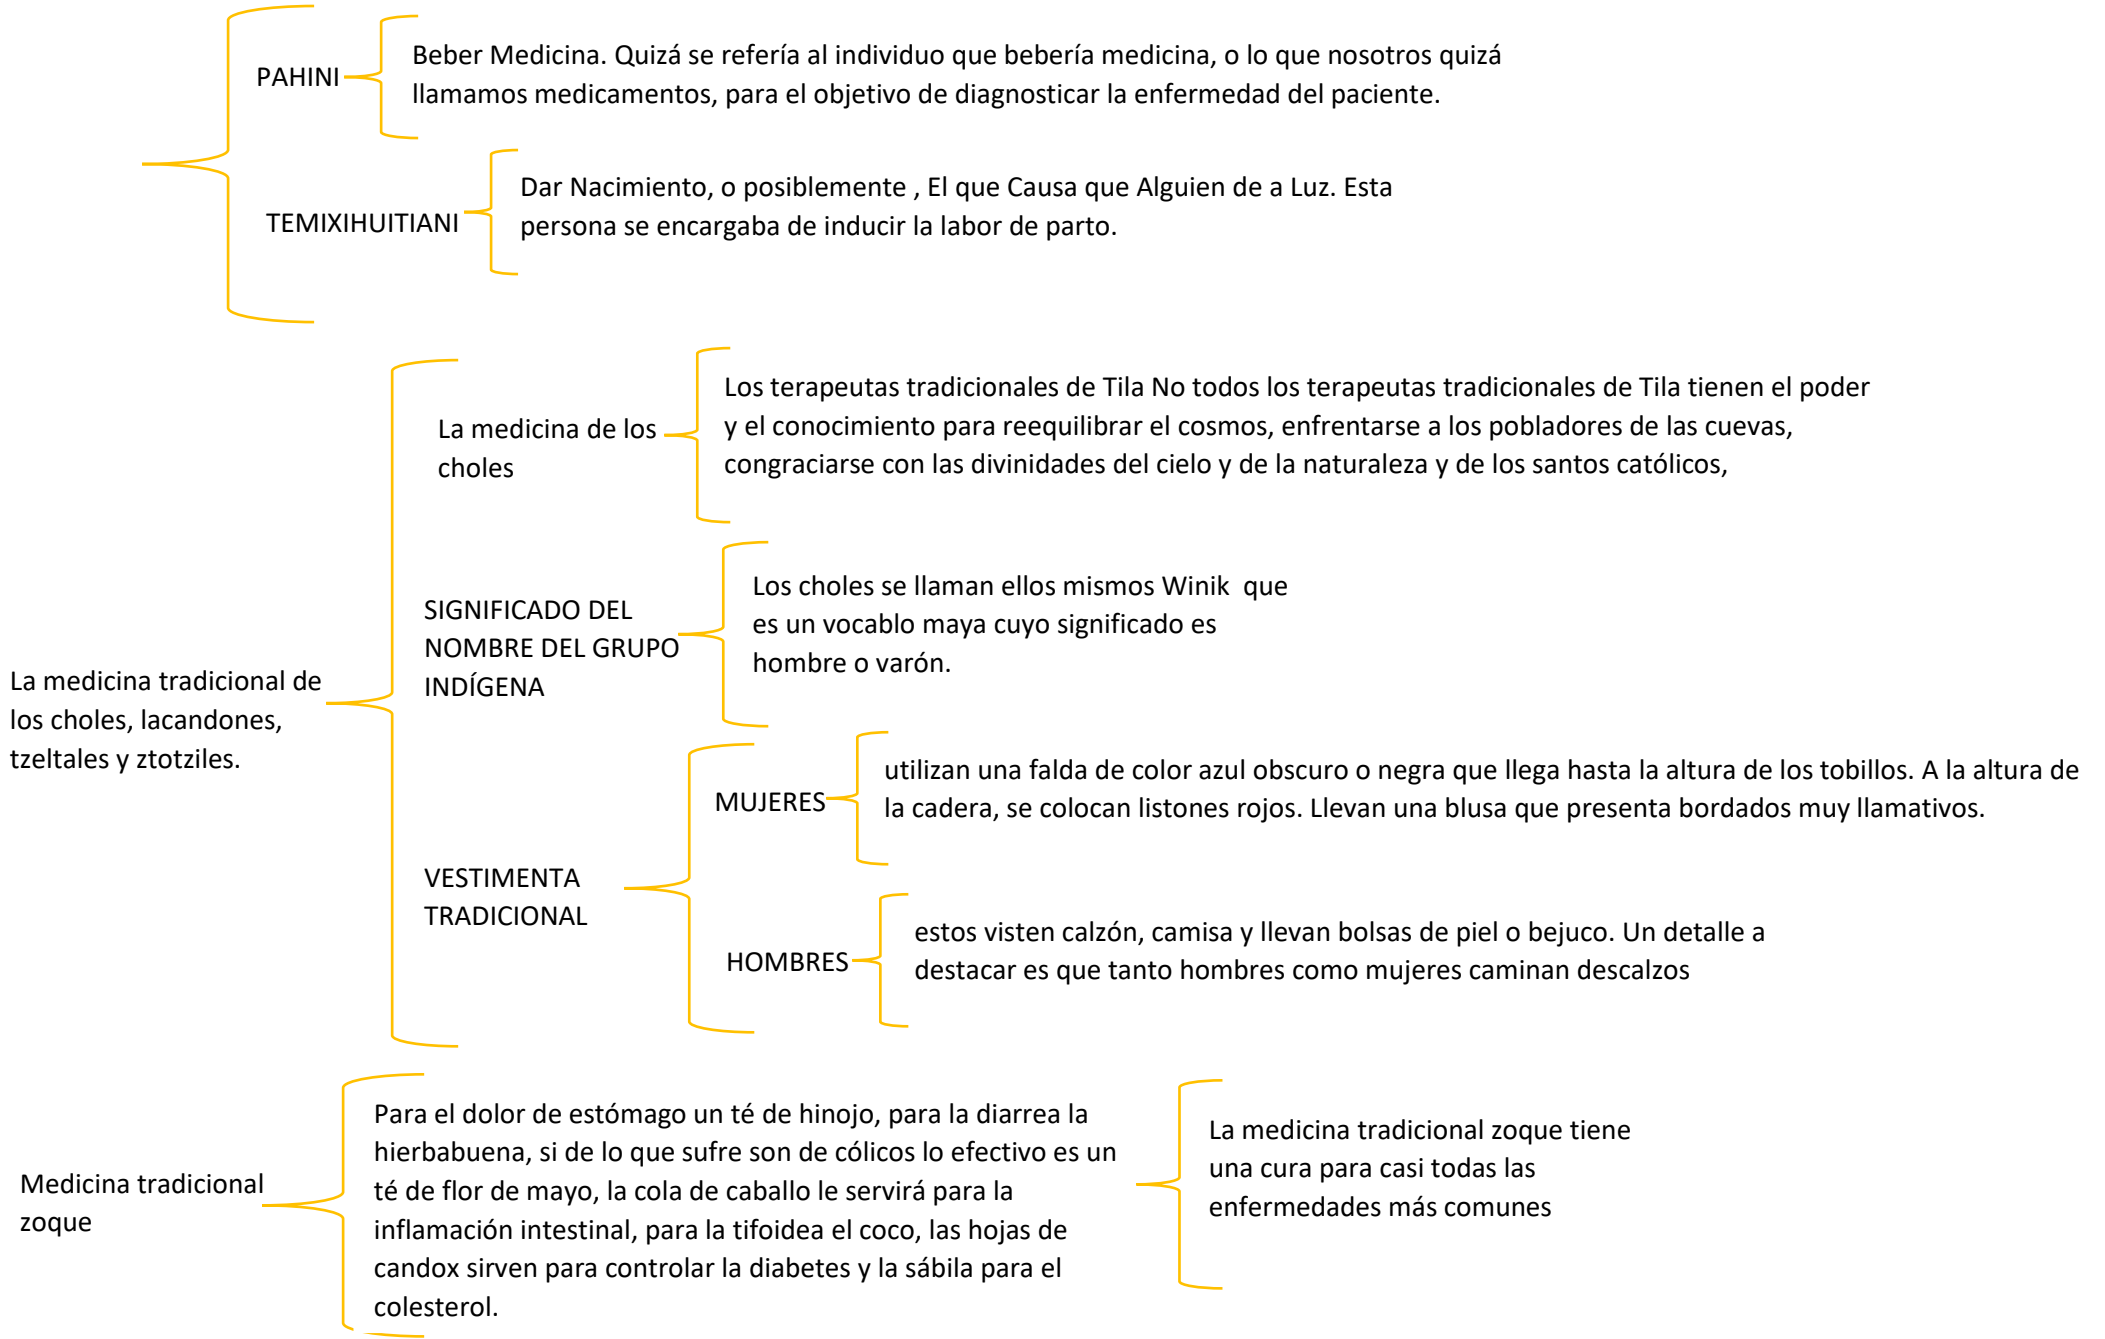 PAHINI
Beber Medicina. Quizá se refería al individuo que bebería medicina, o lo que nosotros quizá
llamamos medicamentos, para el objetivo de diagnosticar la enfermedad del paciente.
TEMIXIHUITIANI
Dar Nacimiento, o posiblemente , El que Causa que Alguien de a Luz. Esta
persona se encargaba de inducir la labor de parto.
La medicina tradicional de
los choles, lacandones,
tzeltales y ztotziles.
La medicina de los
choles
Los terapeutas tradicionales de Tila No todos los terapeutas tradicionales de Tila tienen el poder
y el conocimiento para reequilibrar el cosmos, enfrentarse a los pobladores de las cuevas,
congraciarse con las divinidades del cielo y de la naturaleza y de los santos católicos,
SIGNIFICADO DEL
NOMBRE DEL GRUPO
INDÍGENA
Los choles se llaman ellos mismos Winik  que
es un vocablo maya cuyo significado es
hombre o varón.
VESTIMENTA
TRADICIONAL
MUJERES
utilizan una falda de color azul obscuro o negra que llega hasta la altura de los tobillos. A la altura de
la cadera, se colocan listones rojos. Llevan una blusa que presenta bordados muy llamativos.
HOMBRES
estos visten calzón, camisa y llevan bolsas de piel o bejuco. Un detalle a
destacar es que tanto hombres como mujeres caminan descalzos
Medicina tradicional
zoque
Para el dolor de estómago un té de hinojo, para la diarrea la
hierbabuena, si de lo que sufre son de cólicos lo efectivo es un
té de flor de mayo, la cola de caballo le servirá para la
inflamación intestinal, para la tifoidea el coco, las hojas de
candox sirven para controlar la diabetes y la sábila para el
colesterol.
La medicina tradicional zoque tiene
una cura para casi todas las
enfermedades más comunes